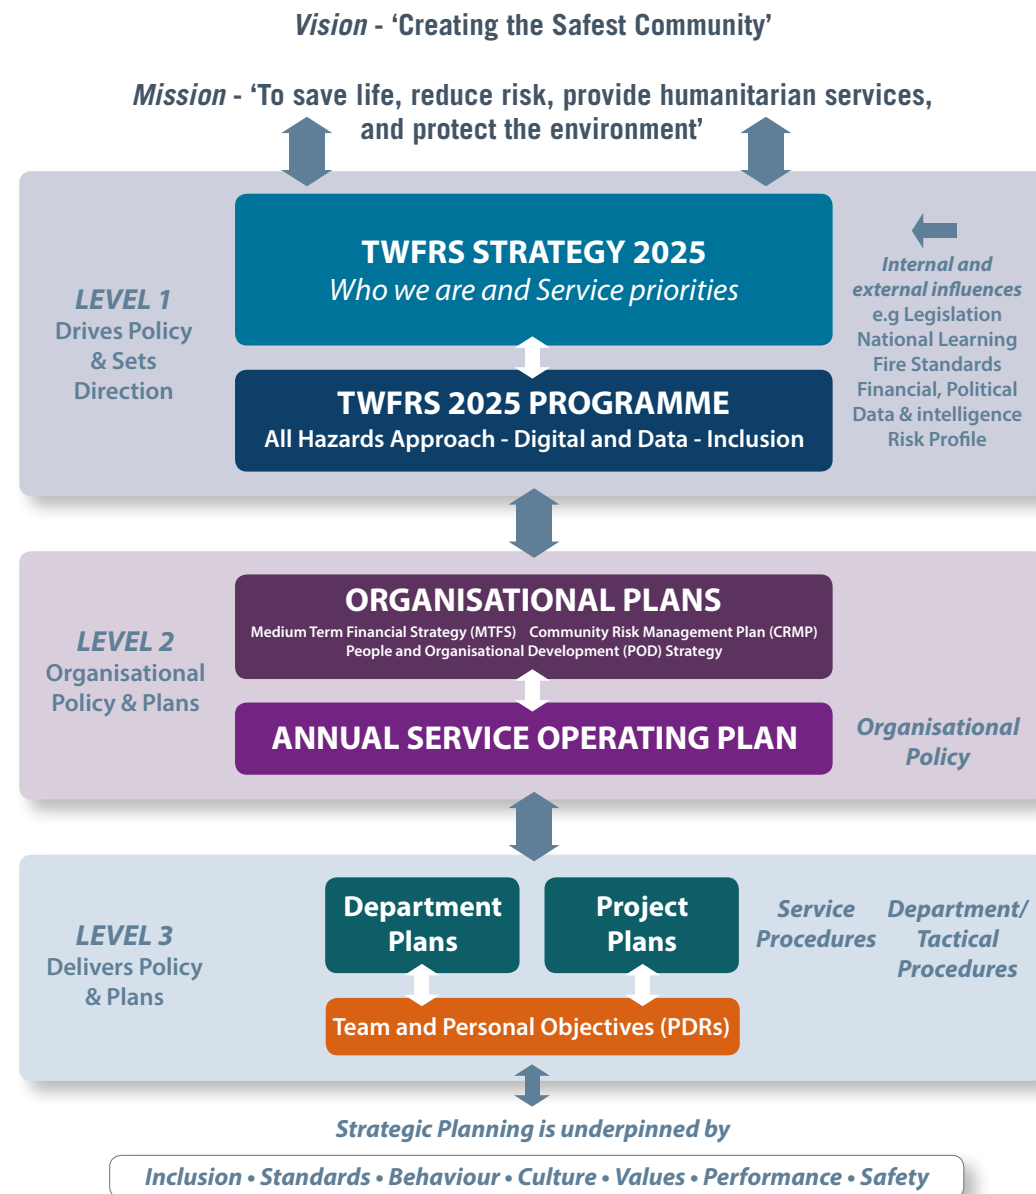 Vision - ‘Creating the Safest Community’
Mission - ‘To save life, reduce risk, provide humanitarian services,
and protect the environment’
LEVEL 1
Drives Policy
& Sets
Direction
TWFRS STRATEGY 2025
Who we are and Service priorities
TWFRS 2025 PROGRAMME
All Hazards Approach - Digital and Data - Inclusion
Internal and
external influences
e.g Legislation
National Learning
Fire Standards
Financial, Political
Data & intelligence
Risk Profile
LEVEL 2
Organisational
Policy & Plans
ORGANISATIONAL PLANS
Medium Term Financial Strategy (MTFS) Community Risk Management Plan (CRMP)
People and Organisational Development (POD) Strategy
ANNUAL SERVICE OPERATING PLAN
Organisational
Policy
LEVEL 3
Delivers Policy
& Plans
Department
Plans
Project
Plans
Team and Personal Objectives (PDRs)
Service
Procedures
Department/
Tactical
Procedures
Strategic Planning is underpinned by
Inclusion • Standards • Behaviour • Culture • Values • Performance • Safety